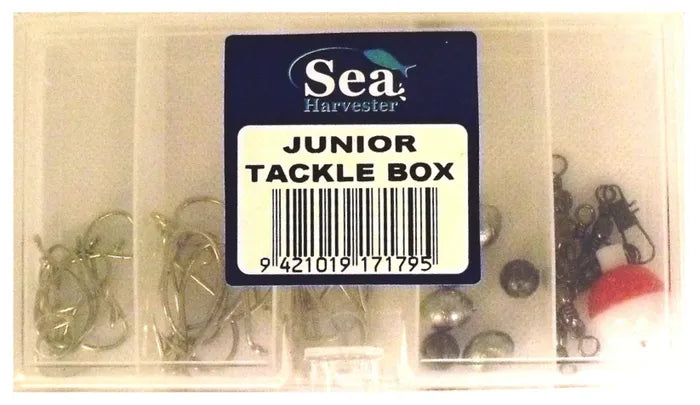 Sea
Harvester
JUNIOR
TACKLE BOX
9 421019 171795